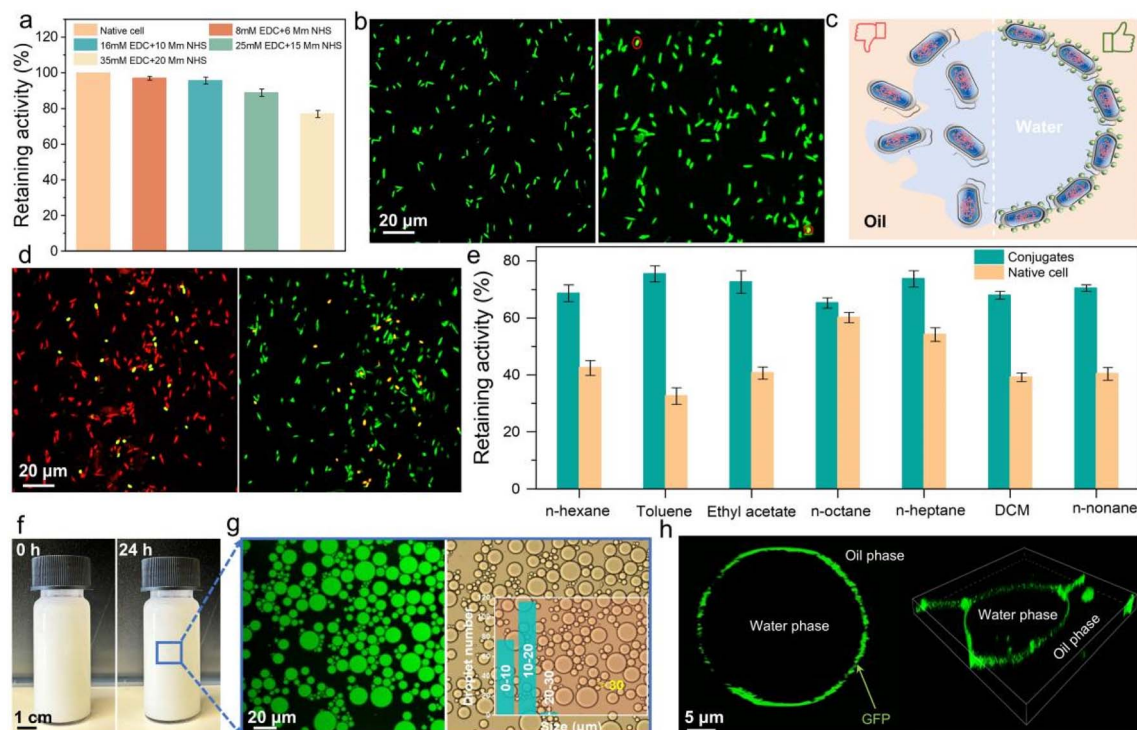 a
Retaining activity (%)
120
100
80
60
40
20
0
Native cell
8mM EDC+6 Mm NHS
16mM EDC+10 Mm NHS
25mM EDC+15 Mm NHS
35mM EDC+20 Mm NHS
b
20 μm
c
Water
Oil
d
20 μm
e
Retaining activity (%)
80
60
40
20
0
Conjugates
Native cell
n-hexane
Toluene
Ethyl acetate
n-octane
n-heptane
DCM
n-nonane
f
0 h
24 h
1 cm
g
20 μm
Droplet number
0-10
10-20
20-30
<30
Size (μm)
h
Oil phase
Water phase
GFP
5 μm
Water phase
Oil phase